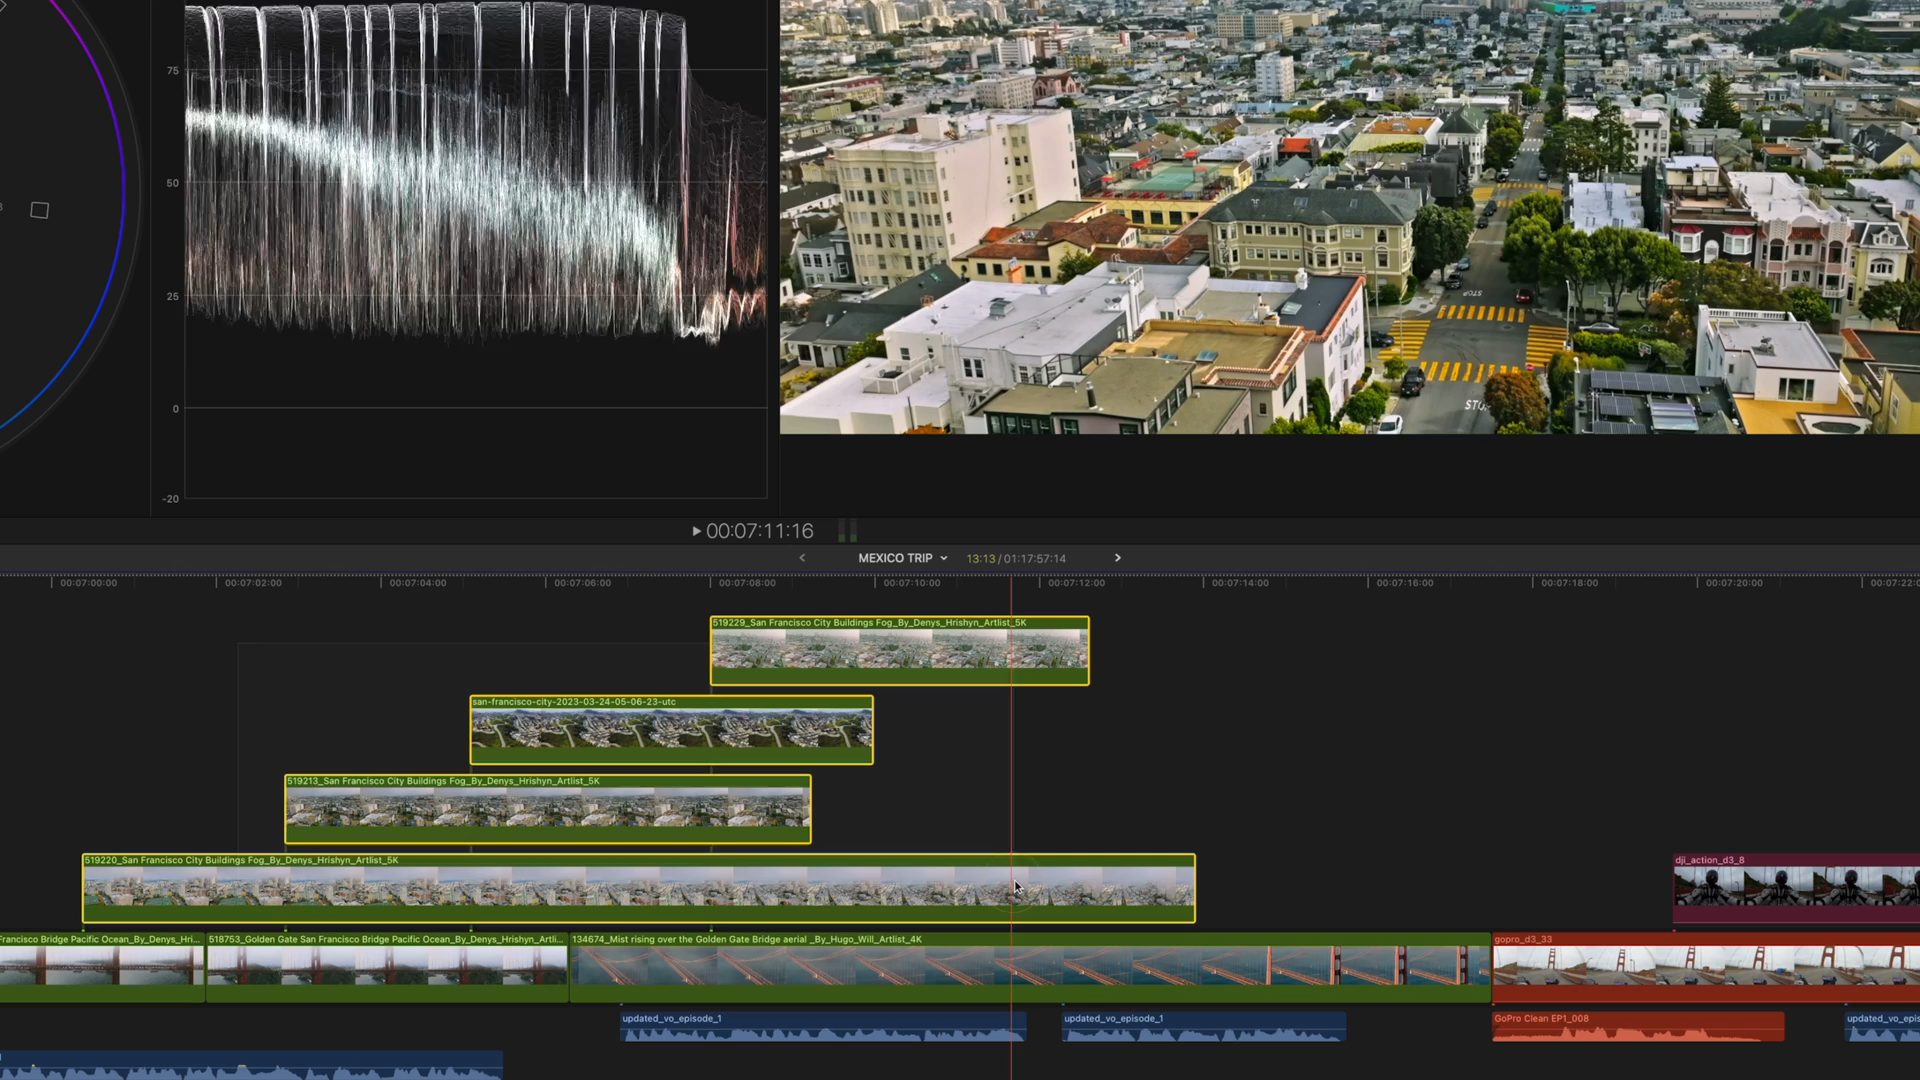 75
50
25
0
-20
STOP
00:07:11:16
MEXICO TRIP
13:13 / 01:17:57:14
00:07:00:00
00:07:02:00
00:07:04:00
00:07:06:00
00:07:08:00
00:07:10:00
00:07:12:00
00:07:14:00
00:07:16:00
00:07:18:00
00:07:20:00
00:07:22:0
519229_San Francisco City Buildings Fog_By_Denys_Hrishyn_Artlist_5K
san-francisco-city-2023-03-24-05-06-23-utc
519213_San Francisco City Buildings Fog_By_Denys_Hrishyn_Artlist_5K
519220_San Francisco City Buildings Fog_By_Denys_Hrishyn_Artlist_5K
dji_action_d3_8
Francisco Bridge Pacific Ocean_By_Denys_Hri...
518753_Golden Gate San Francisco Bridge Pacific Ocean_By_Denys_Hrishyn_Artli...
134674_Mist rising over the Golden Gate Bridge aerial _By_Hugo_Will_Artlist_4K
gopro_d3_33
updated_vo_episode_1
updated_vo_episode_1
GoPro Clean EP1_008
updated_vo_epis